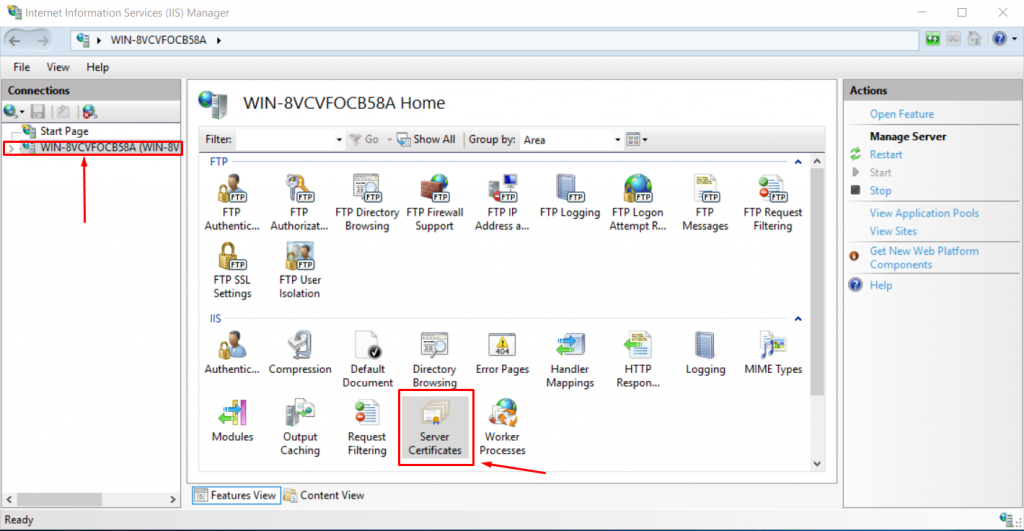 Internet Information Services (IIS) Manager
WIN-8VCVFOCB58A
File View Help
Connections
Start Page
WIN-8VCVFOCB58A (WIN-8V
WIN-8VCVFOCB58A Home
Filter: Go Show All Group by: Area
FTP
FTP Authentic...
FTP Authorizat...
FTP Directory Browsing
FTP Firewall Support
FTP IP Address a...
FTP Logging
FTP Logon Attempt R...
FTP Messages
FTP Request Filtering
FTP SSL Settings
FTP User Isolation
IIS
Authentic...
Compression
Default Document
Directory Browsing
Error Pages
Handler Mappings
HTTP Respon...
Logging
MIME Types
Modules
Output Caching
Request Filtering
Server Certificates
Worker Processes
Features View Content View
Actions
Open Feature
Manage Server
Restart
Start
Stop
View Application Pools
View Sites
Get New Web Platform
Components
Help
Ready